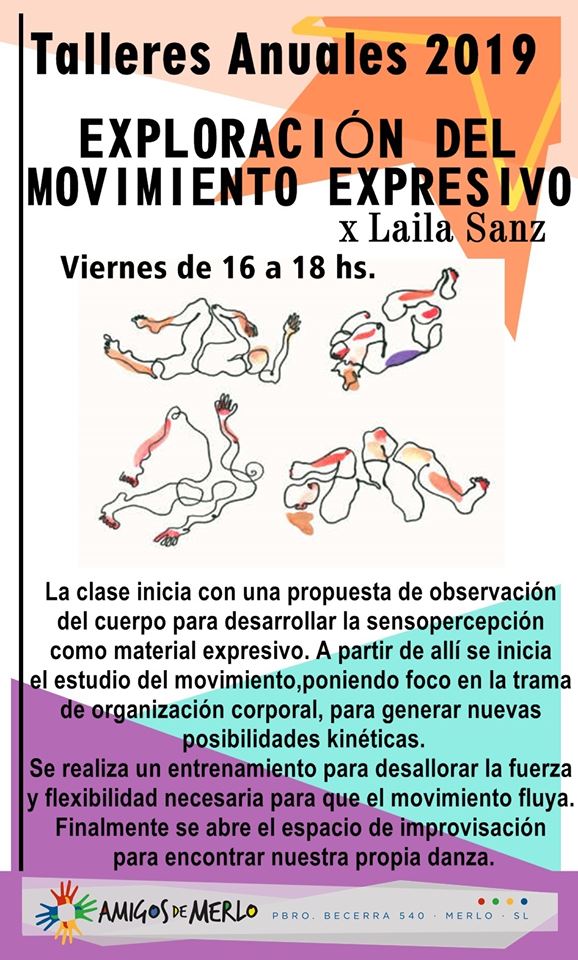 Talleres Anuales 2019
EXPLORACIÓN DEL
MOVIMIENTO EXPRESIVO
x Laila Sanz
Viernes de 16 a 18 hs.
La clase inicia con una propuesta de observación
del cuerpo para desarrollar la sensopercepción
como material expresivo. A partir de allí se inicia
el estudio del movimiento,poniendo foco en la trama
de organización corporal, para generar nuevas
posibilidades kinéticas.
Se realiza un entrenamiento para desallorar la fuerza
y flexibilidad necesaria para que el movimiento fluya.
Finalmente se abre el espacio de improvisación
para encontrar nuestra propia danza.
AMIGOS DE MERLO PBRO. BECERRA 540 · MERLO · SL